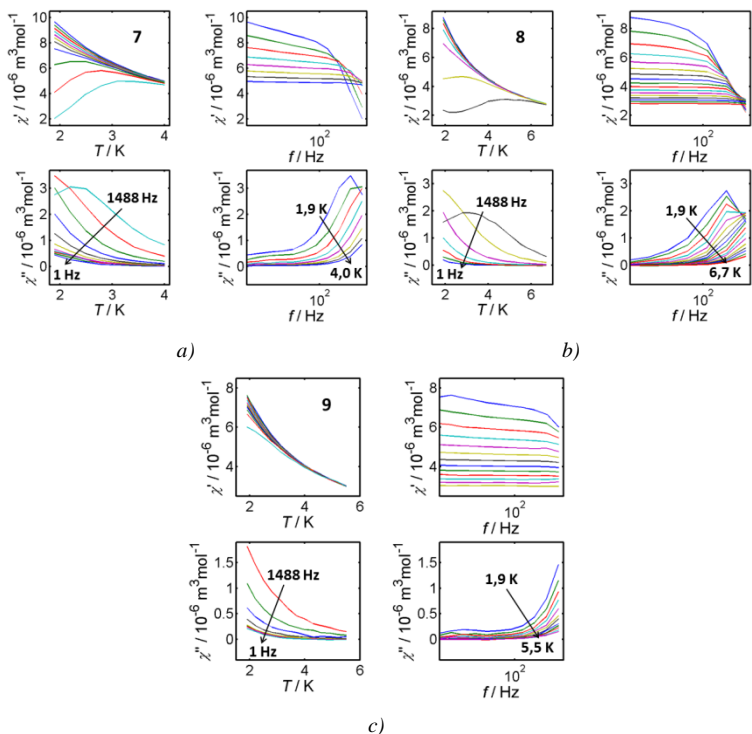 10
8
6
4
2
2
3
4
χ' / 10⁻⁶ m³mol⁻¹
T / K
7
10
8
6
4
2
10²
χ' / 10⁻⁶ m³mol⁻¹
f / Hz
8
6
4
2
2
4
6
χ' / 10⁻⁶ m³mol⁻¹
T / K
8
8
6
4
2
10²
χ' / 10⁻⁶ m³mol⁻¹
f / Hz
3
2
1
0
2
3
4
χ'' / 10⁻⁶ m³mol⁻¹
T / K
1488 Hz
1 Hz
3
2
1
0
10²
χ'' / 10⁻⁶ m³mol⁻¹
f / Hz
1,9 K
4,0 K
3
2
1
0
2
4
6
χ'' / 10⁻⁶ m³mol⁻¹
T / K
1488 Hz
1 Hz
3
2
1
0
10²
χ'' / 10⁻⁶ m³mol⁻¹
f / Hz
1,9 K
6,7 K
a)
b)
8
6
4
2
4
6
χ' / 10⁻⁶ m³mol⁻¹
T / K
9
8
6
4
10²
χ' / 10⁻⁶ m³mol⁻¹
f / Hz
1.5
1
0.5
0
2
4
6
χ'' / 10⁻⁶ m³mol⁻¹
T / K
1488 Hz
1 Hz
1.5
1
0.5
0
10²
χ'' / 10⁻⁶ m³mol⁻¹
f / Hz
1,9 K
5,5 K
c)